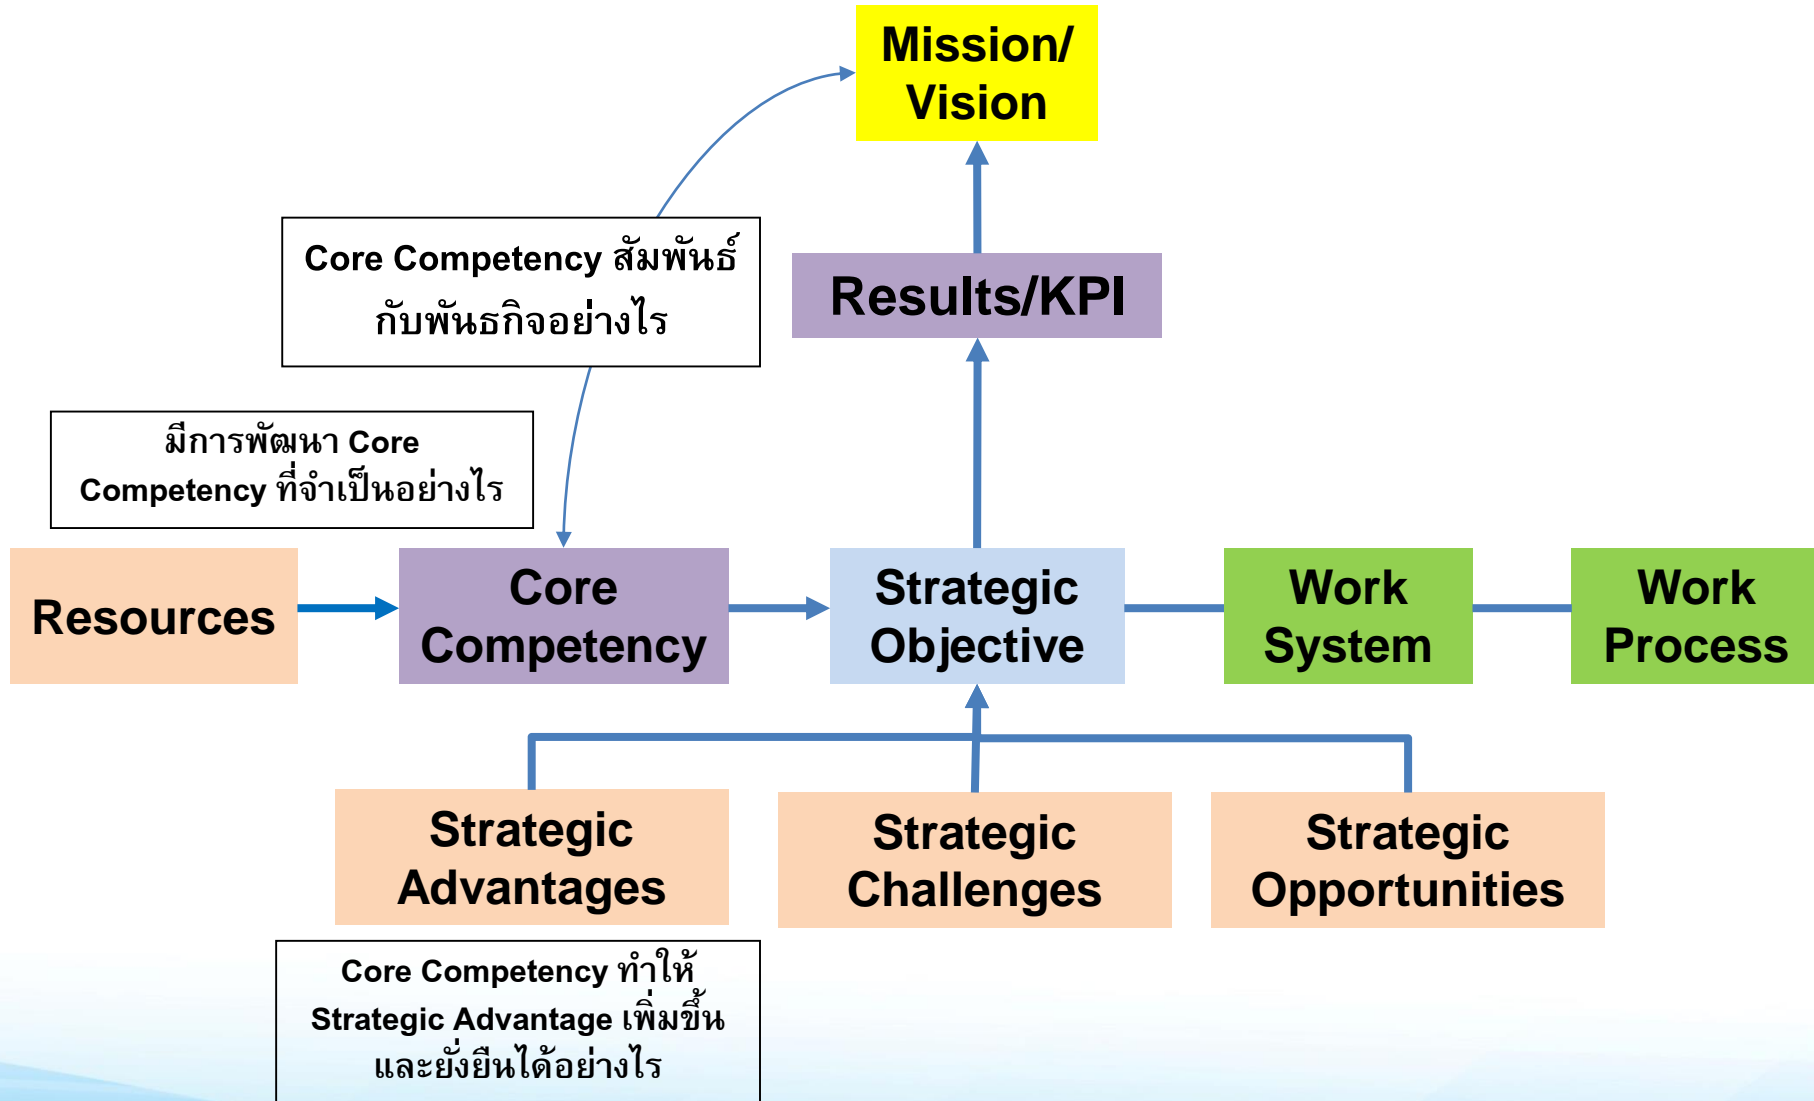 Mission/
Vision
Core Competency สัมพันธ์
กับพันธกิจอย่างไร
Results/KPI
มีการพัฒนา Core
Competency ที่จำเป็นอย่างไร
Resources
Core
Competency
Strategic
Objective
Work
System
Work
Process
Strategic
Advantages
Strategic
Challenges
Strategic
Opportunities
Core Competency ทำให้
Strategic Advantage เพิ่มขึ้น
และยั่งยืนได้อย่างไร